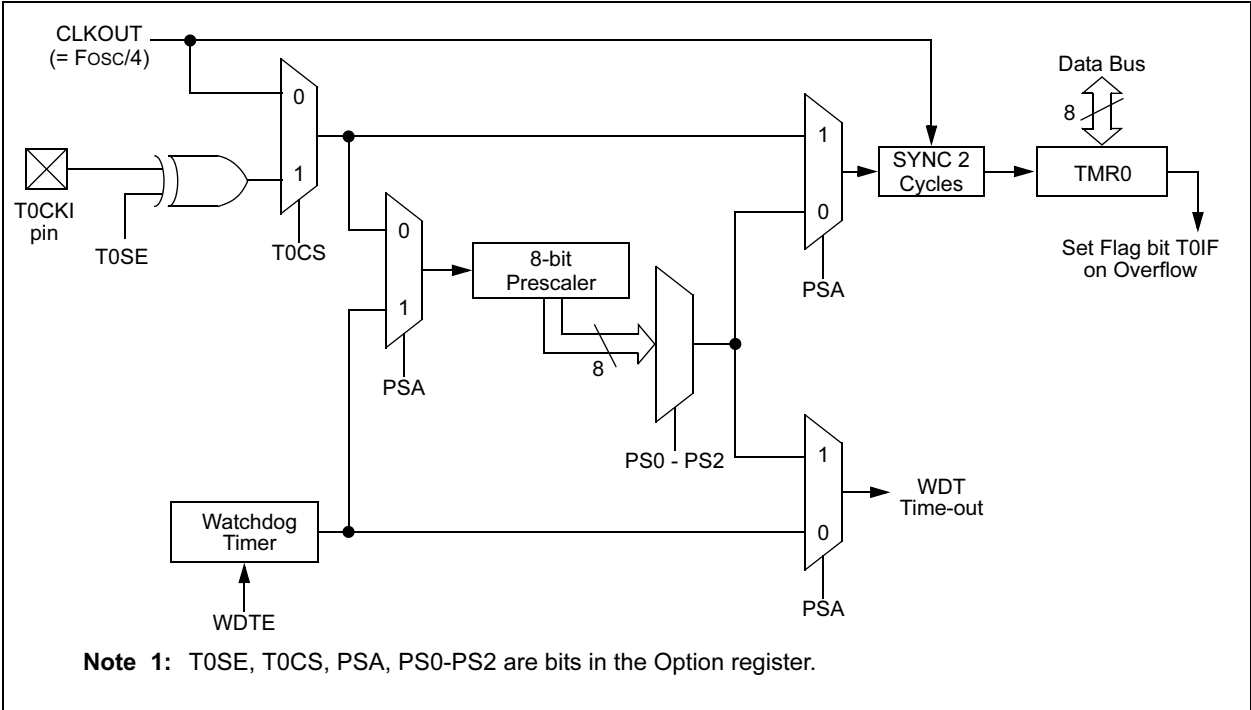 CLKOUT
(= FOSC/4)
0
1
T0CKI
pin
T0SE
T0CS
0
1
PSA
8-bit
Prescaler
8
PS0 - PS2
1
0
PSA
SYNC 2
Cycles
Data Bus
8
TMR0
Set Flag bit T0IF
on Overflow
1
0
PSA
WDT
Time-out
Watchdog
Timer
WDTE
Note 1: T0SE, T0CS, PSA, PS0-PS2 are bits in the Option register.